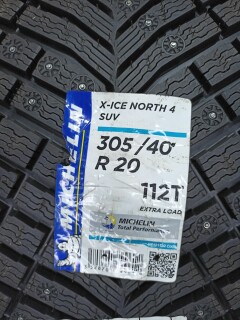 MICHELIN
X-ICE NORTH 4
SUV
305 /40
R 20
112T
EXTRA LOAD
MICHELIN
Total Performance